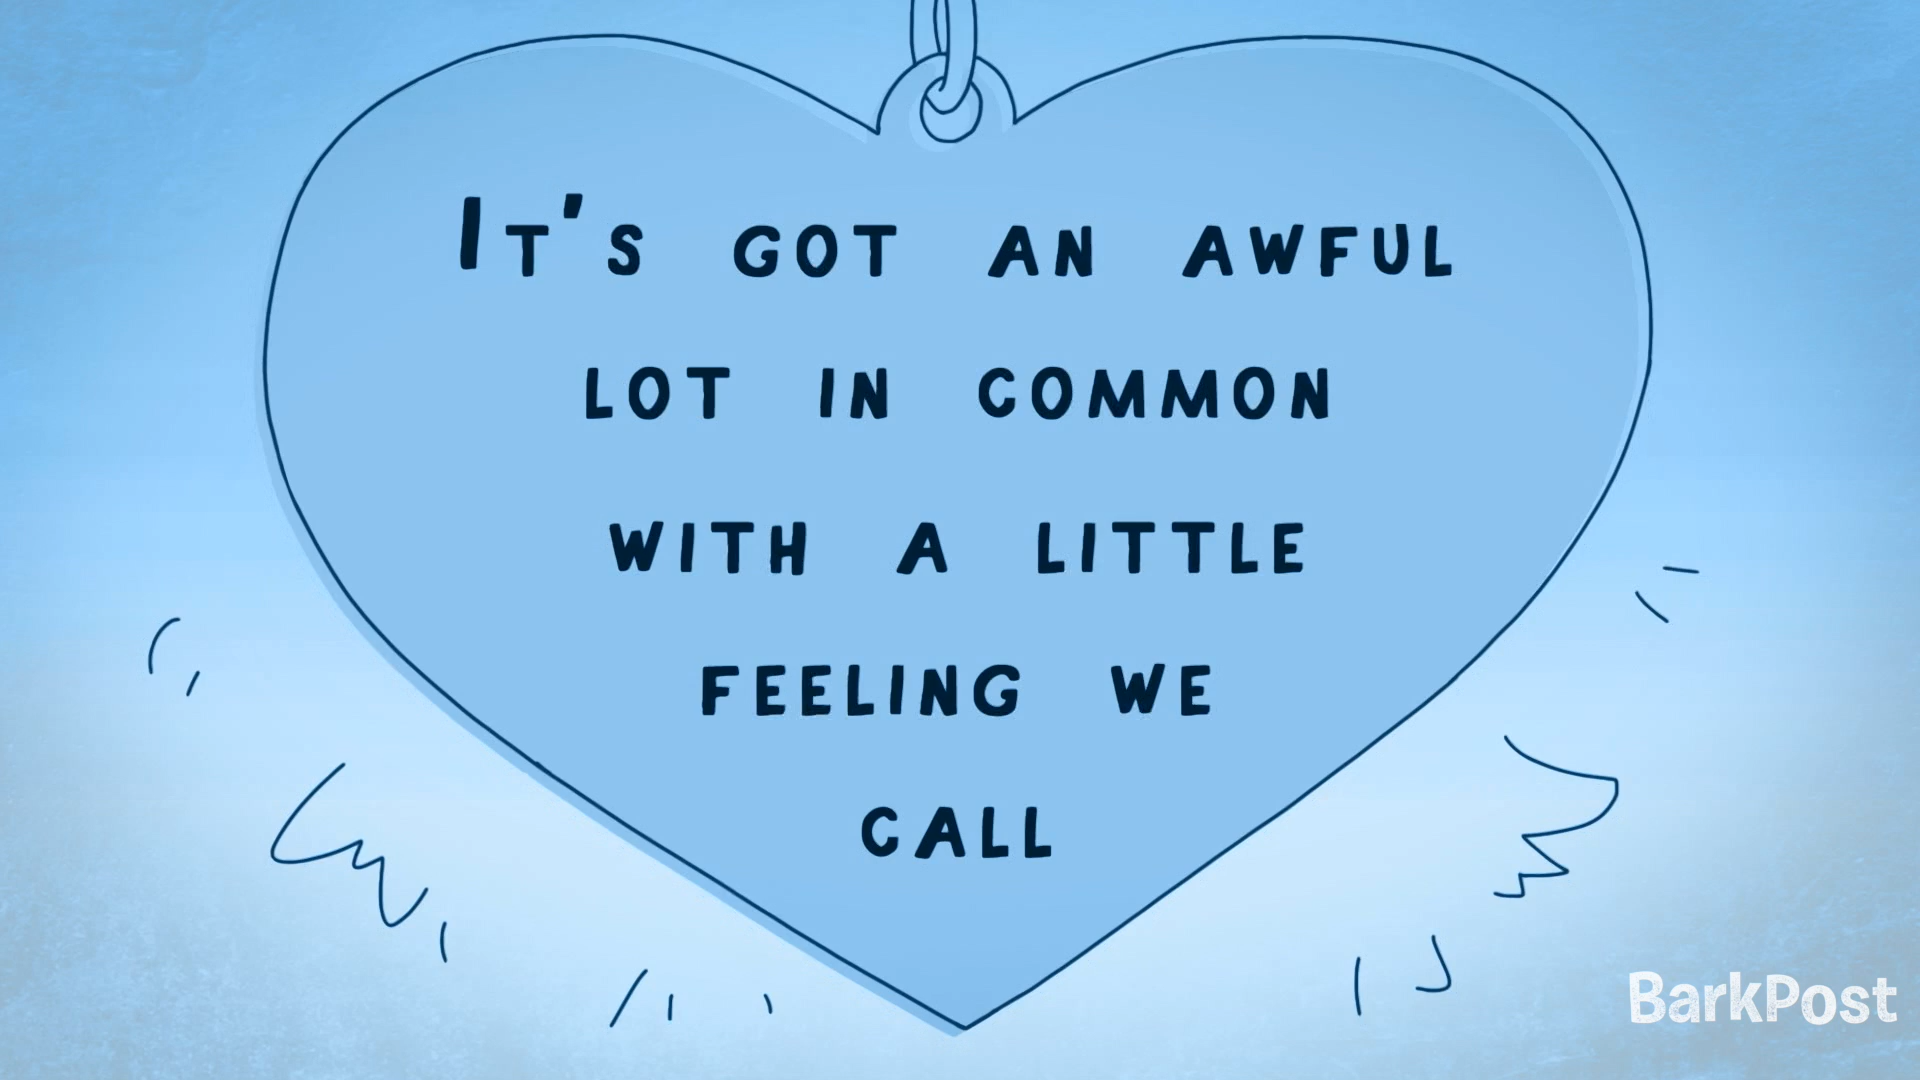 It's GOT AN AWFUL
LOT IN COMMON
WITH A LITTLE
FEELING WE
CALL
BarkPost